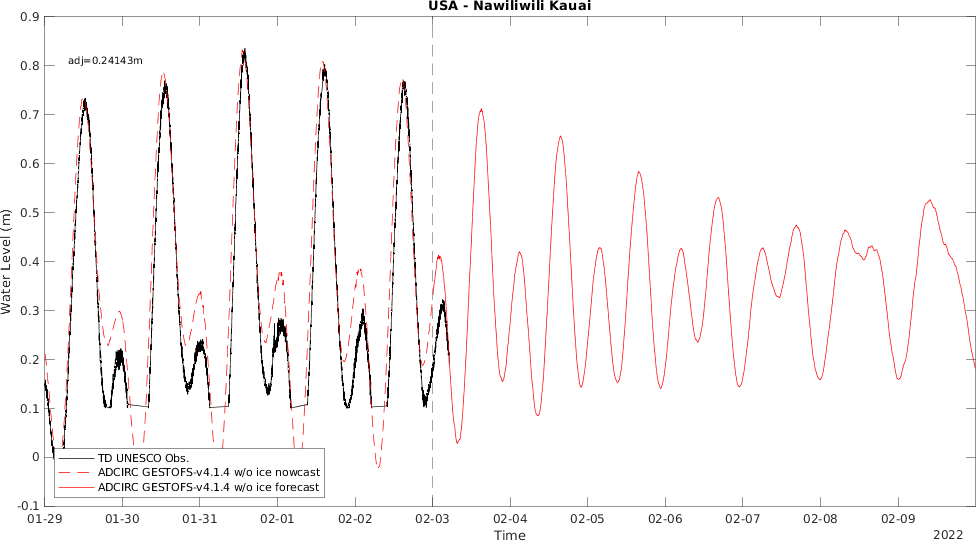 USA - Nawiliwili Kauai
adj=0.24143m
0.9
0.8
0.7
0.6
0.5
0.4
0.3
0.2
0.1
0
-0.1
Water Level (m)
TD UNESCO Obs.
ADCIRC GESTOFS-v4.1.4 w/o ice nowcast
ADCIRC GESTOFS-v4.1.4 w/o ice forecast
01-29 01-30 01-31 02-01 02-02 02-03 02-04 02-05 02-06 02-07 02-08 02-09
Time
2022